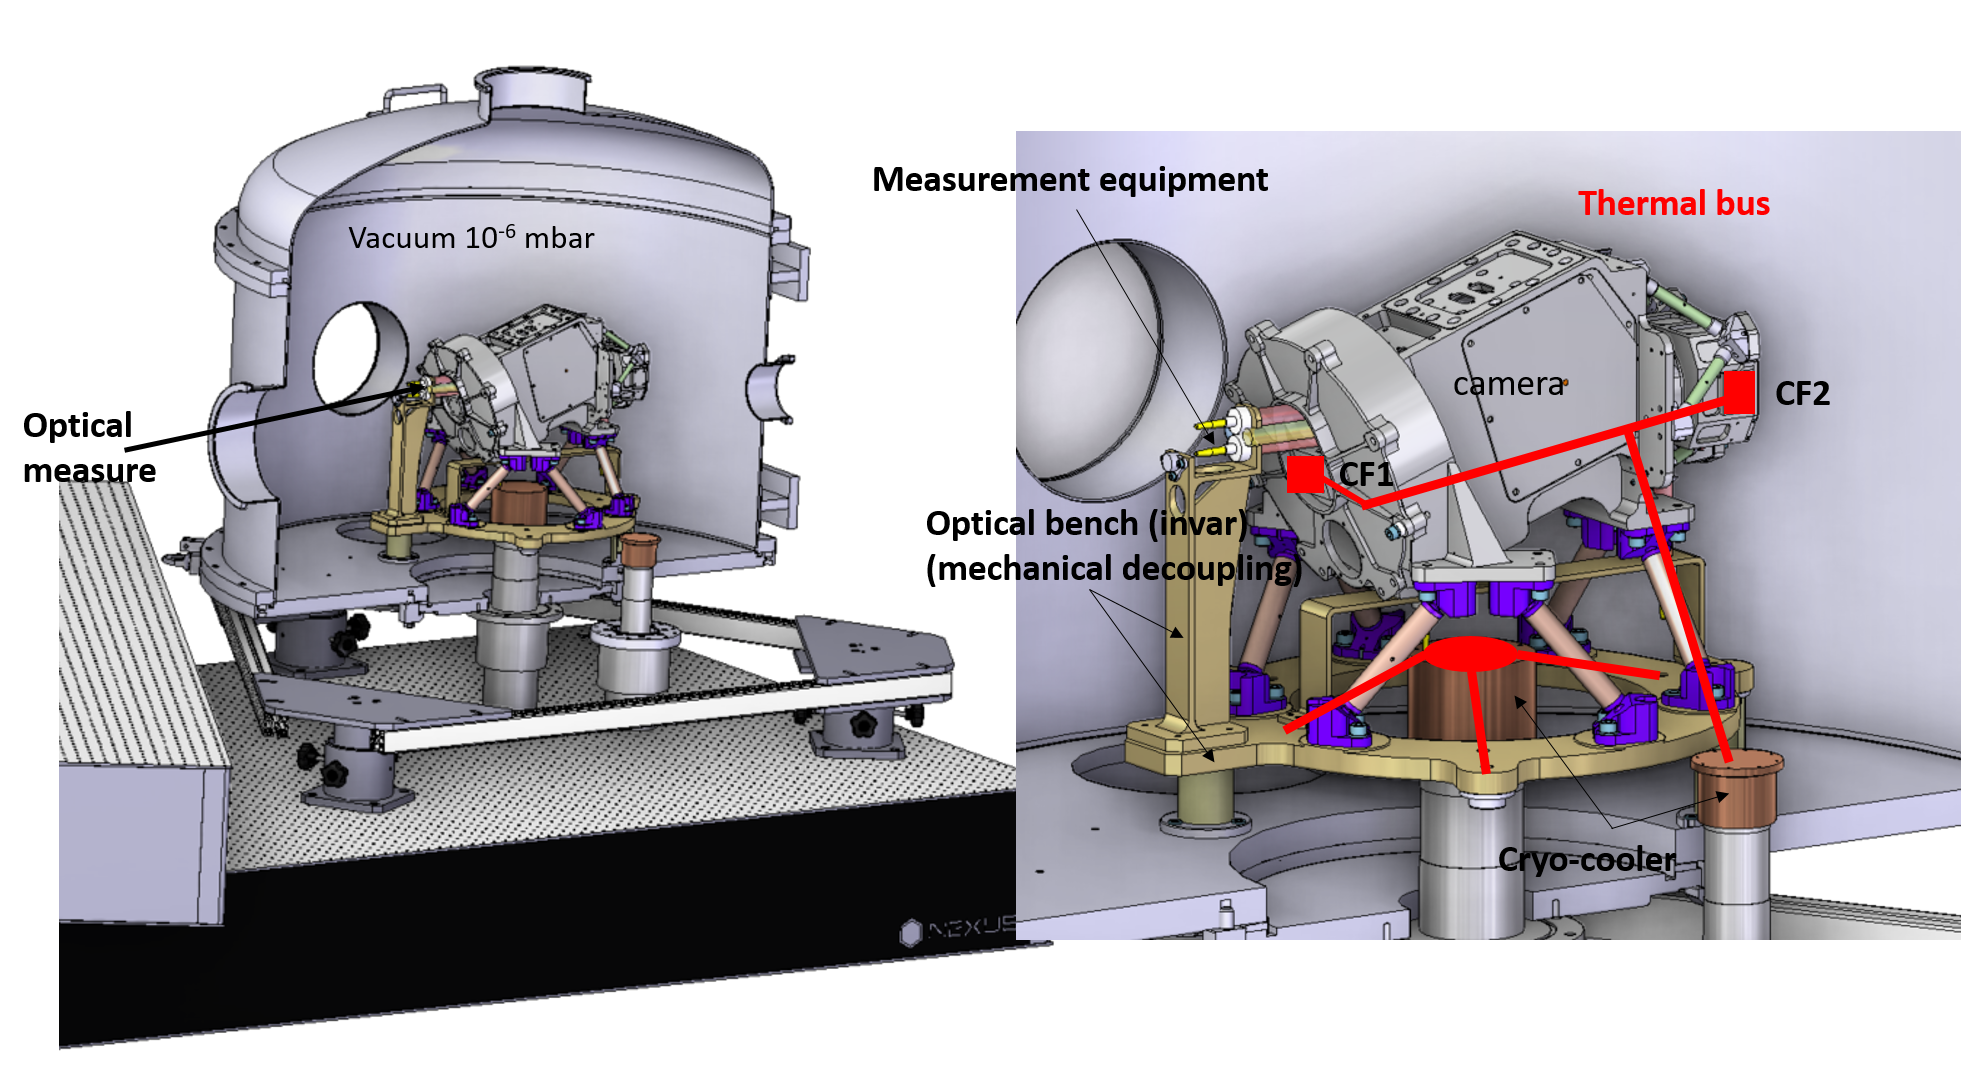 Vacuum 10⁻⁶ mbar
Optical
measure
Measurement equipment
Thermal bus
camera
CF2
CF1
Optical bench (invar)
(mechanical decoupling)
Cryo-cooler
NEXUS